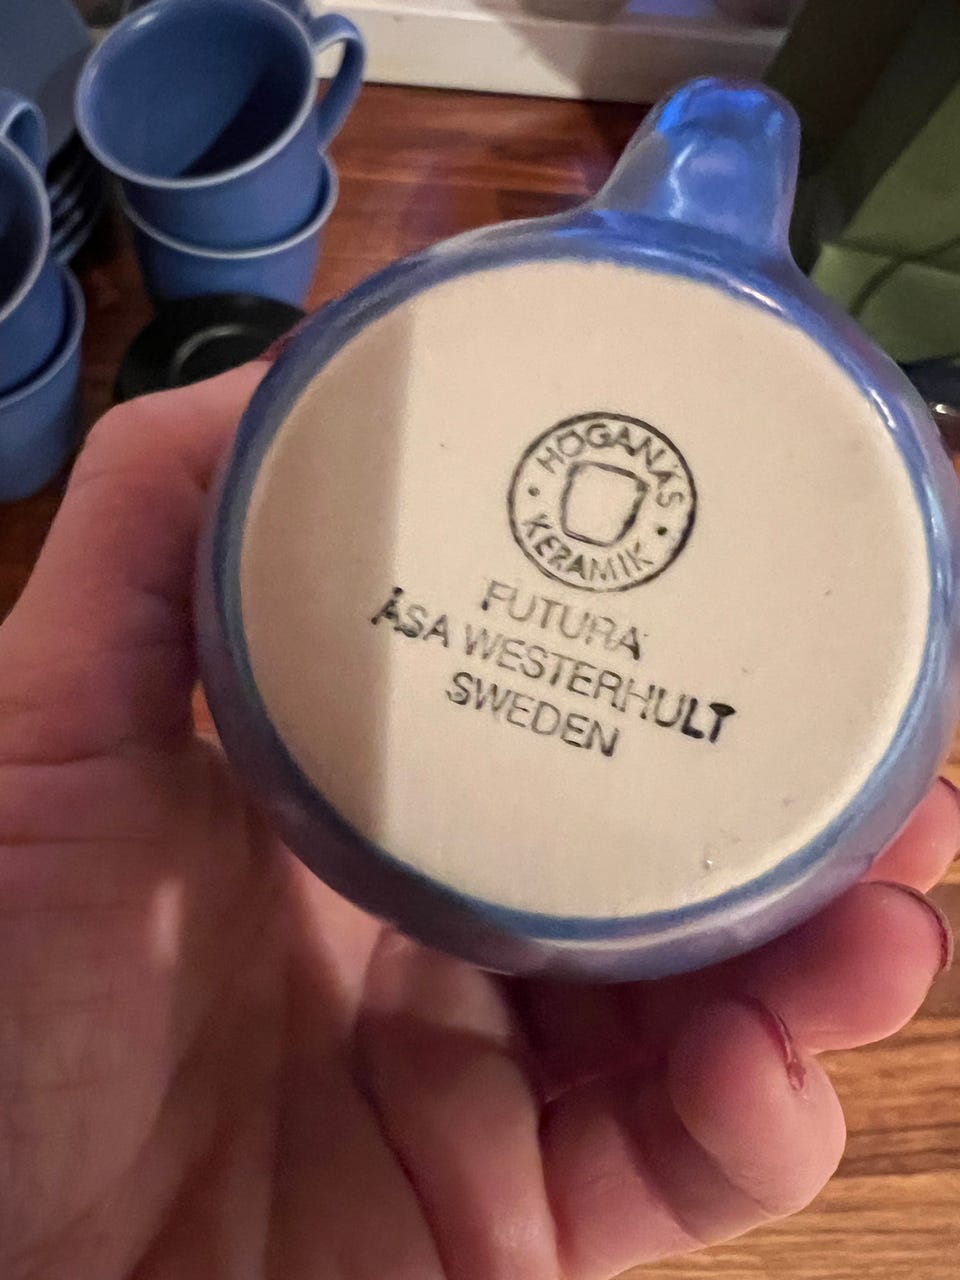 HÖGANÄS
KERAMIK
FUTURA
ÅSA WESTERHULT
SWEDEN